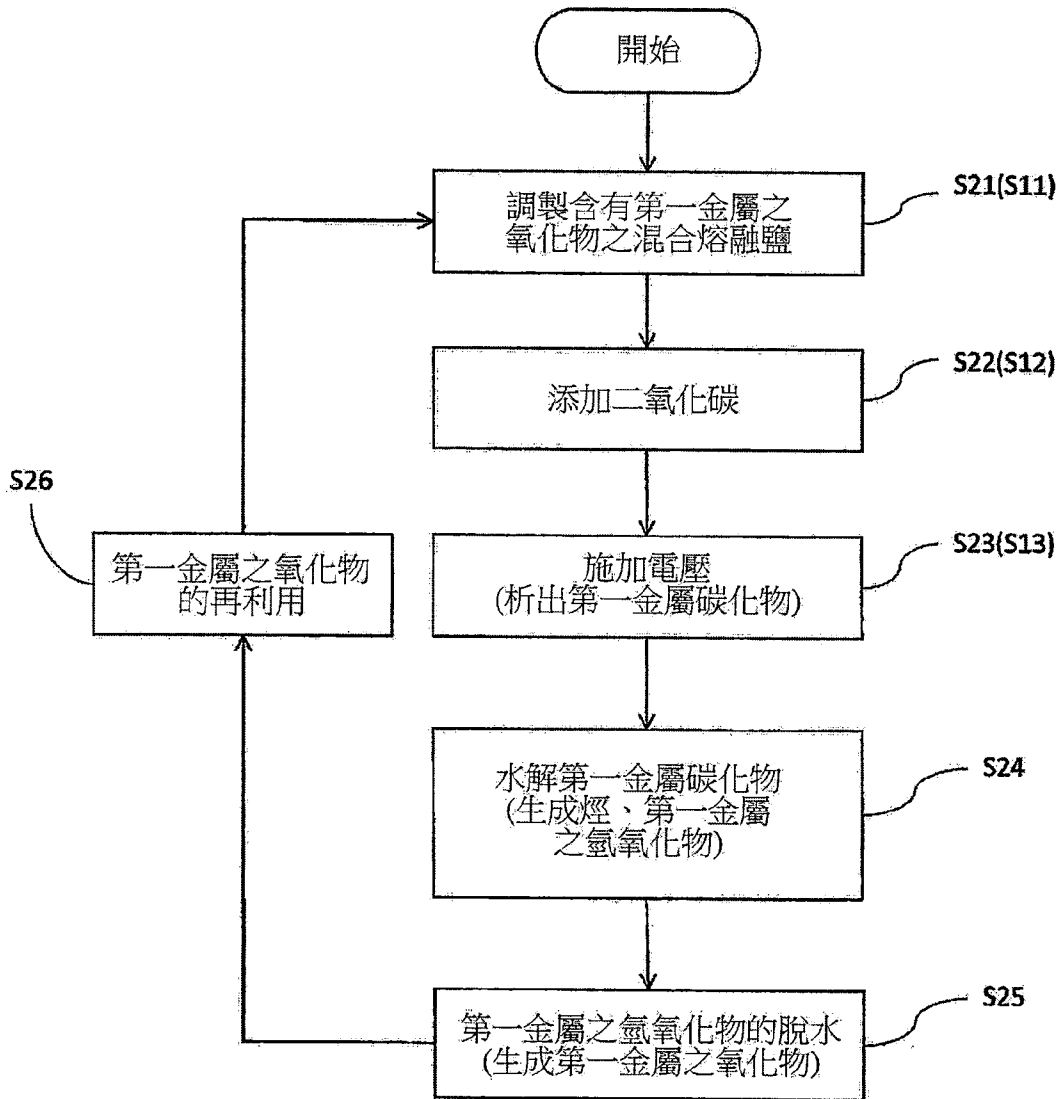 開始
調製含有第一金屬之
氧化物之混合熔融鹽
S21(S11)
添加二氧化碳
S22(S12)
施加電壓
(析出第一金屬碳化物)
S23(S13)
水解第一金屬碳化物
(生成烴、第一金屬
之氫氧化物)
S24
第一金屬之氫氧化物的脫水
(生成第一金屬之氧化物)
S25
S26
第一金屬之氧化物
的再利用